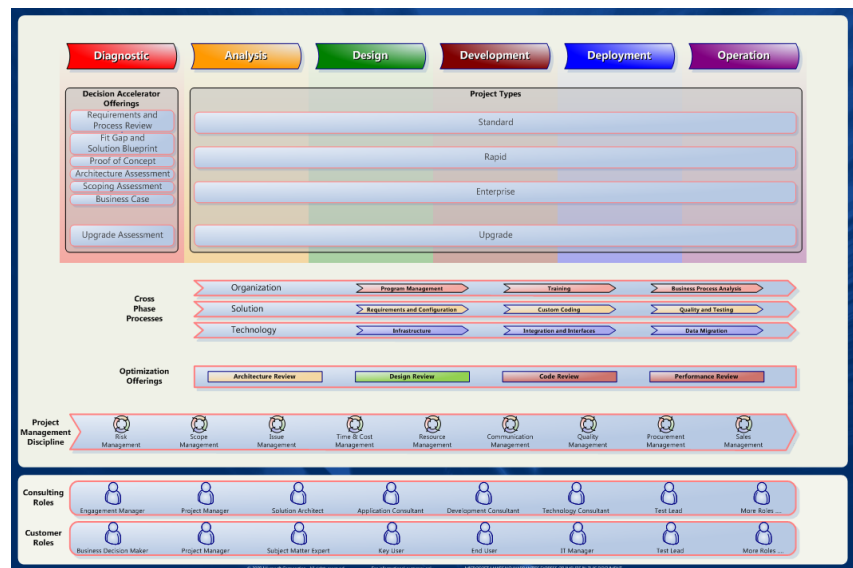 Diagnostic
Analysis
Design
Development
Deployment
Operation
Decision Accelerator
Offerings
Requirements and
Process Review
Fit Gap and
Solution Blueprint
Proof of Concept
Architecture Assessment
Scoping Assessment
Business Case
Upgrade Assessment
Project Types
Standard
Rapid
Enterprise
Upgrade
Cross
Phase
Processes
Organization
Program Management
Training
Business Process Analysis
Solution
Requirements and Configuration
Custom Coding
Quality and Testing
Technology
Infrastructure
Integration and Interfaces
Data Migration
Optimization
Offerings
Architecture Review
Design Review
Code Review
Performance Review
Project
Management
Discipline
Risk
Management
Scope
Management
Issue
Management
Time & Cost
Management
Resource
Management
Communication
Management
Quality
Management
Procurement
Management
Sales
Management
Consulting
Roles
Engagement Manager
Project Manager
Solution Architect
Application Consultant
Development Consultant
Technology Consultant
Test Lead
More Roles ....
Customer
Roles
Business Decision Maker
Project Manager
Subject Matter Expert
Key User
End User
IT Manager
Test Lead
More Roles ....